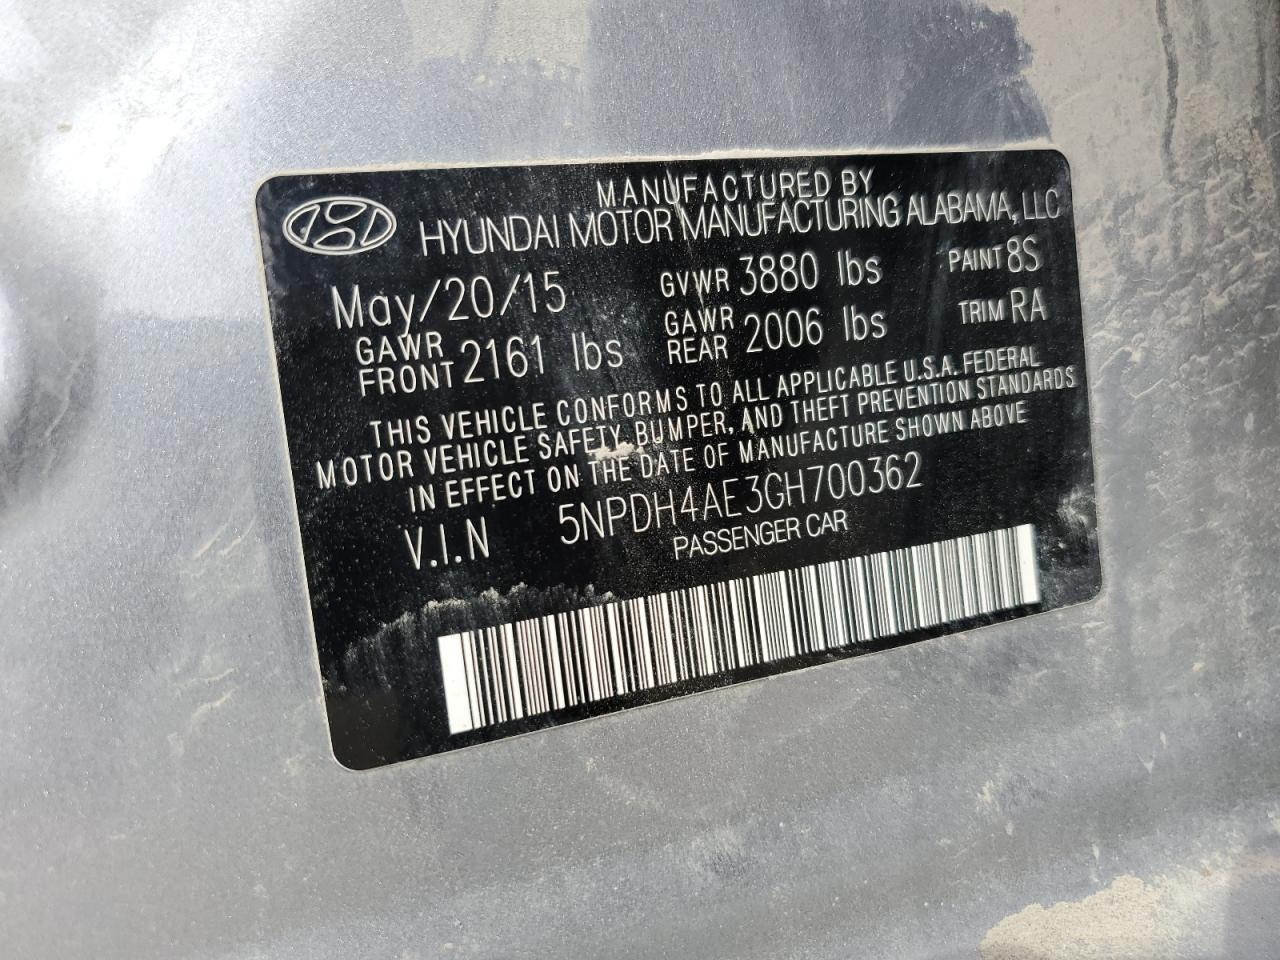 MANUFACTURED BY
HYUNDAI MOTOR MANUFACTURING ALABAMA, LLC
May/20/15 GVWR 3880 lbs PAINT 8S
GAWR FRONT 2161 lbs GAWR REAR 2006 lbs TRIM RA
THIS VEHICLE CONFORMS TO ALL APPLICABLE U.S.A. FEDERAL
MOTOR VEHICLE SAFETY, BUMPER, AND THEFT PREVENTION STANDARDS
IN EFFECT ON THE DATE OF MANUFACTURE SHOWN ABOVE
V.I.N 5NPDH4AE3GH700362
PASSENGER CAR